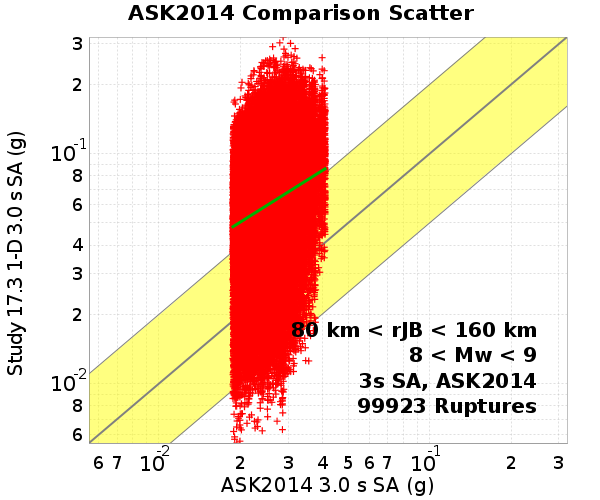 ASK2014 Comparison Scatter
Study 17.3 1-D 3.0 s SA (g)
3
2
10^-1
8
6
4
3
2
10^-2
8
6
80 km < rJB < 160 km
8 < Mw < 9
3s SA, ASK2014
99923 Ruptures
6 7 10^-2 2 3 4 5 6 7 10^-1 2 3
ASK2014 3.0 s SA (g)